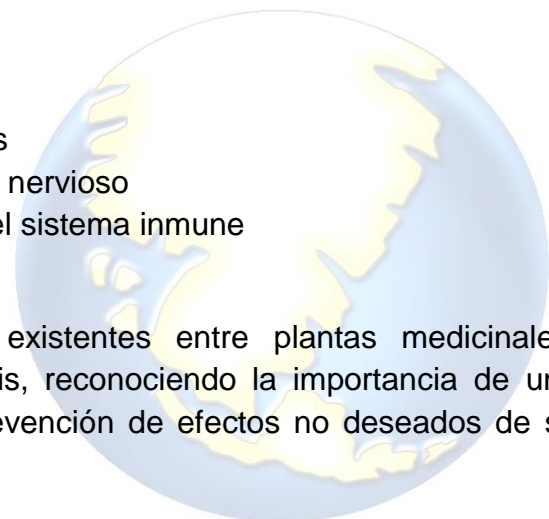 s
nervioso
el sistema inmune
existentes entre plantas medicinale
is, reconociendo la importancia de un
evención de efectos no deseados de s